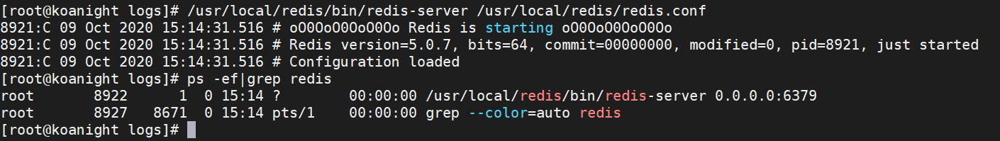 [root@koanight logs]# /usr/local/redis/bin/redis-server /usr/local/redis/redis.conf
8921:C 09 Oct 2020 15:14:31.516 # oO0OoO0OoO0Oo Redis is starting oO0OoO0OoO0Oo
8921:C 09 Oct 2020 15:14:31.516 # Redis version=5.0.7, bits=64, commit=00000000, modified=0, pid=8921, just started
8921:C 09 Oct 2020 15:14:31.516 # Configuration loaded
[root@koanight logs]# ps -ef|grep redis
root       8922      1  0 15:14 ?        00:00:00 /usr/local/redis/bin/redis-server 0.0.0.0:6379
root       8927   8671  0 15:14 pts/1    00:00:00 grep --color=auto redis
[root@koanight logs]#